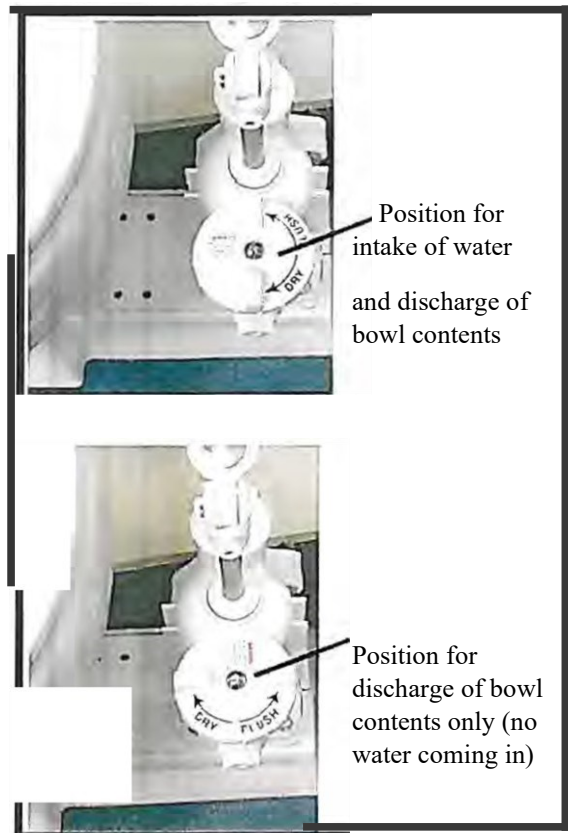 FLUSH
DRY
Position for
intake of water
and discharge of
bowl contents
DRY FLUSH
Position for
discharge of bowl
contents only (no
water coming in)